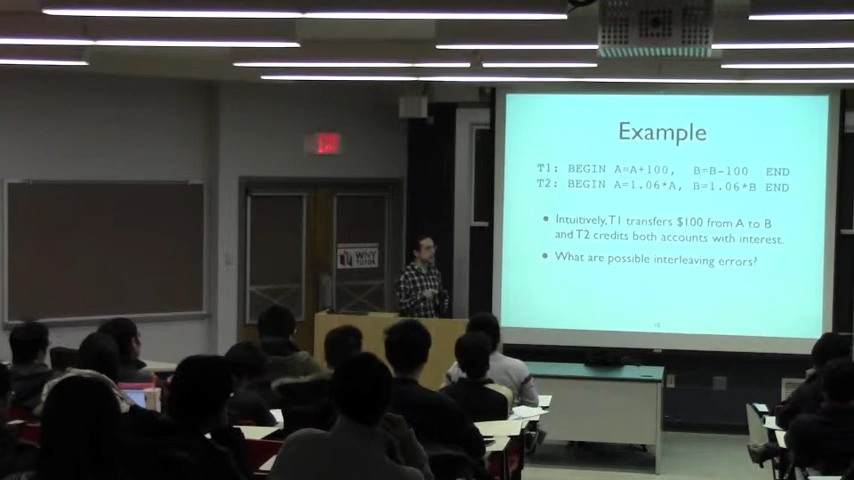 Example
T1: BEGIN A=A+100, B=B-100 END
T2: BEGIN A=1.06*A, B=1.06*B END
• Intuitively, T1 transfers $100 from A to B
and T2 credits both accounts with interest.
• What are possible interleaving errors?
WNY
TUTOR